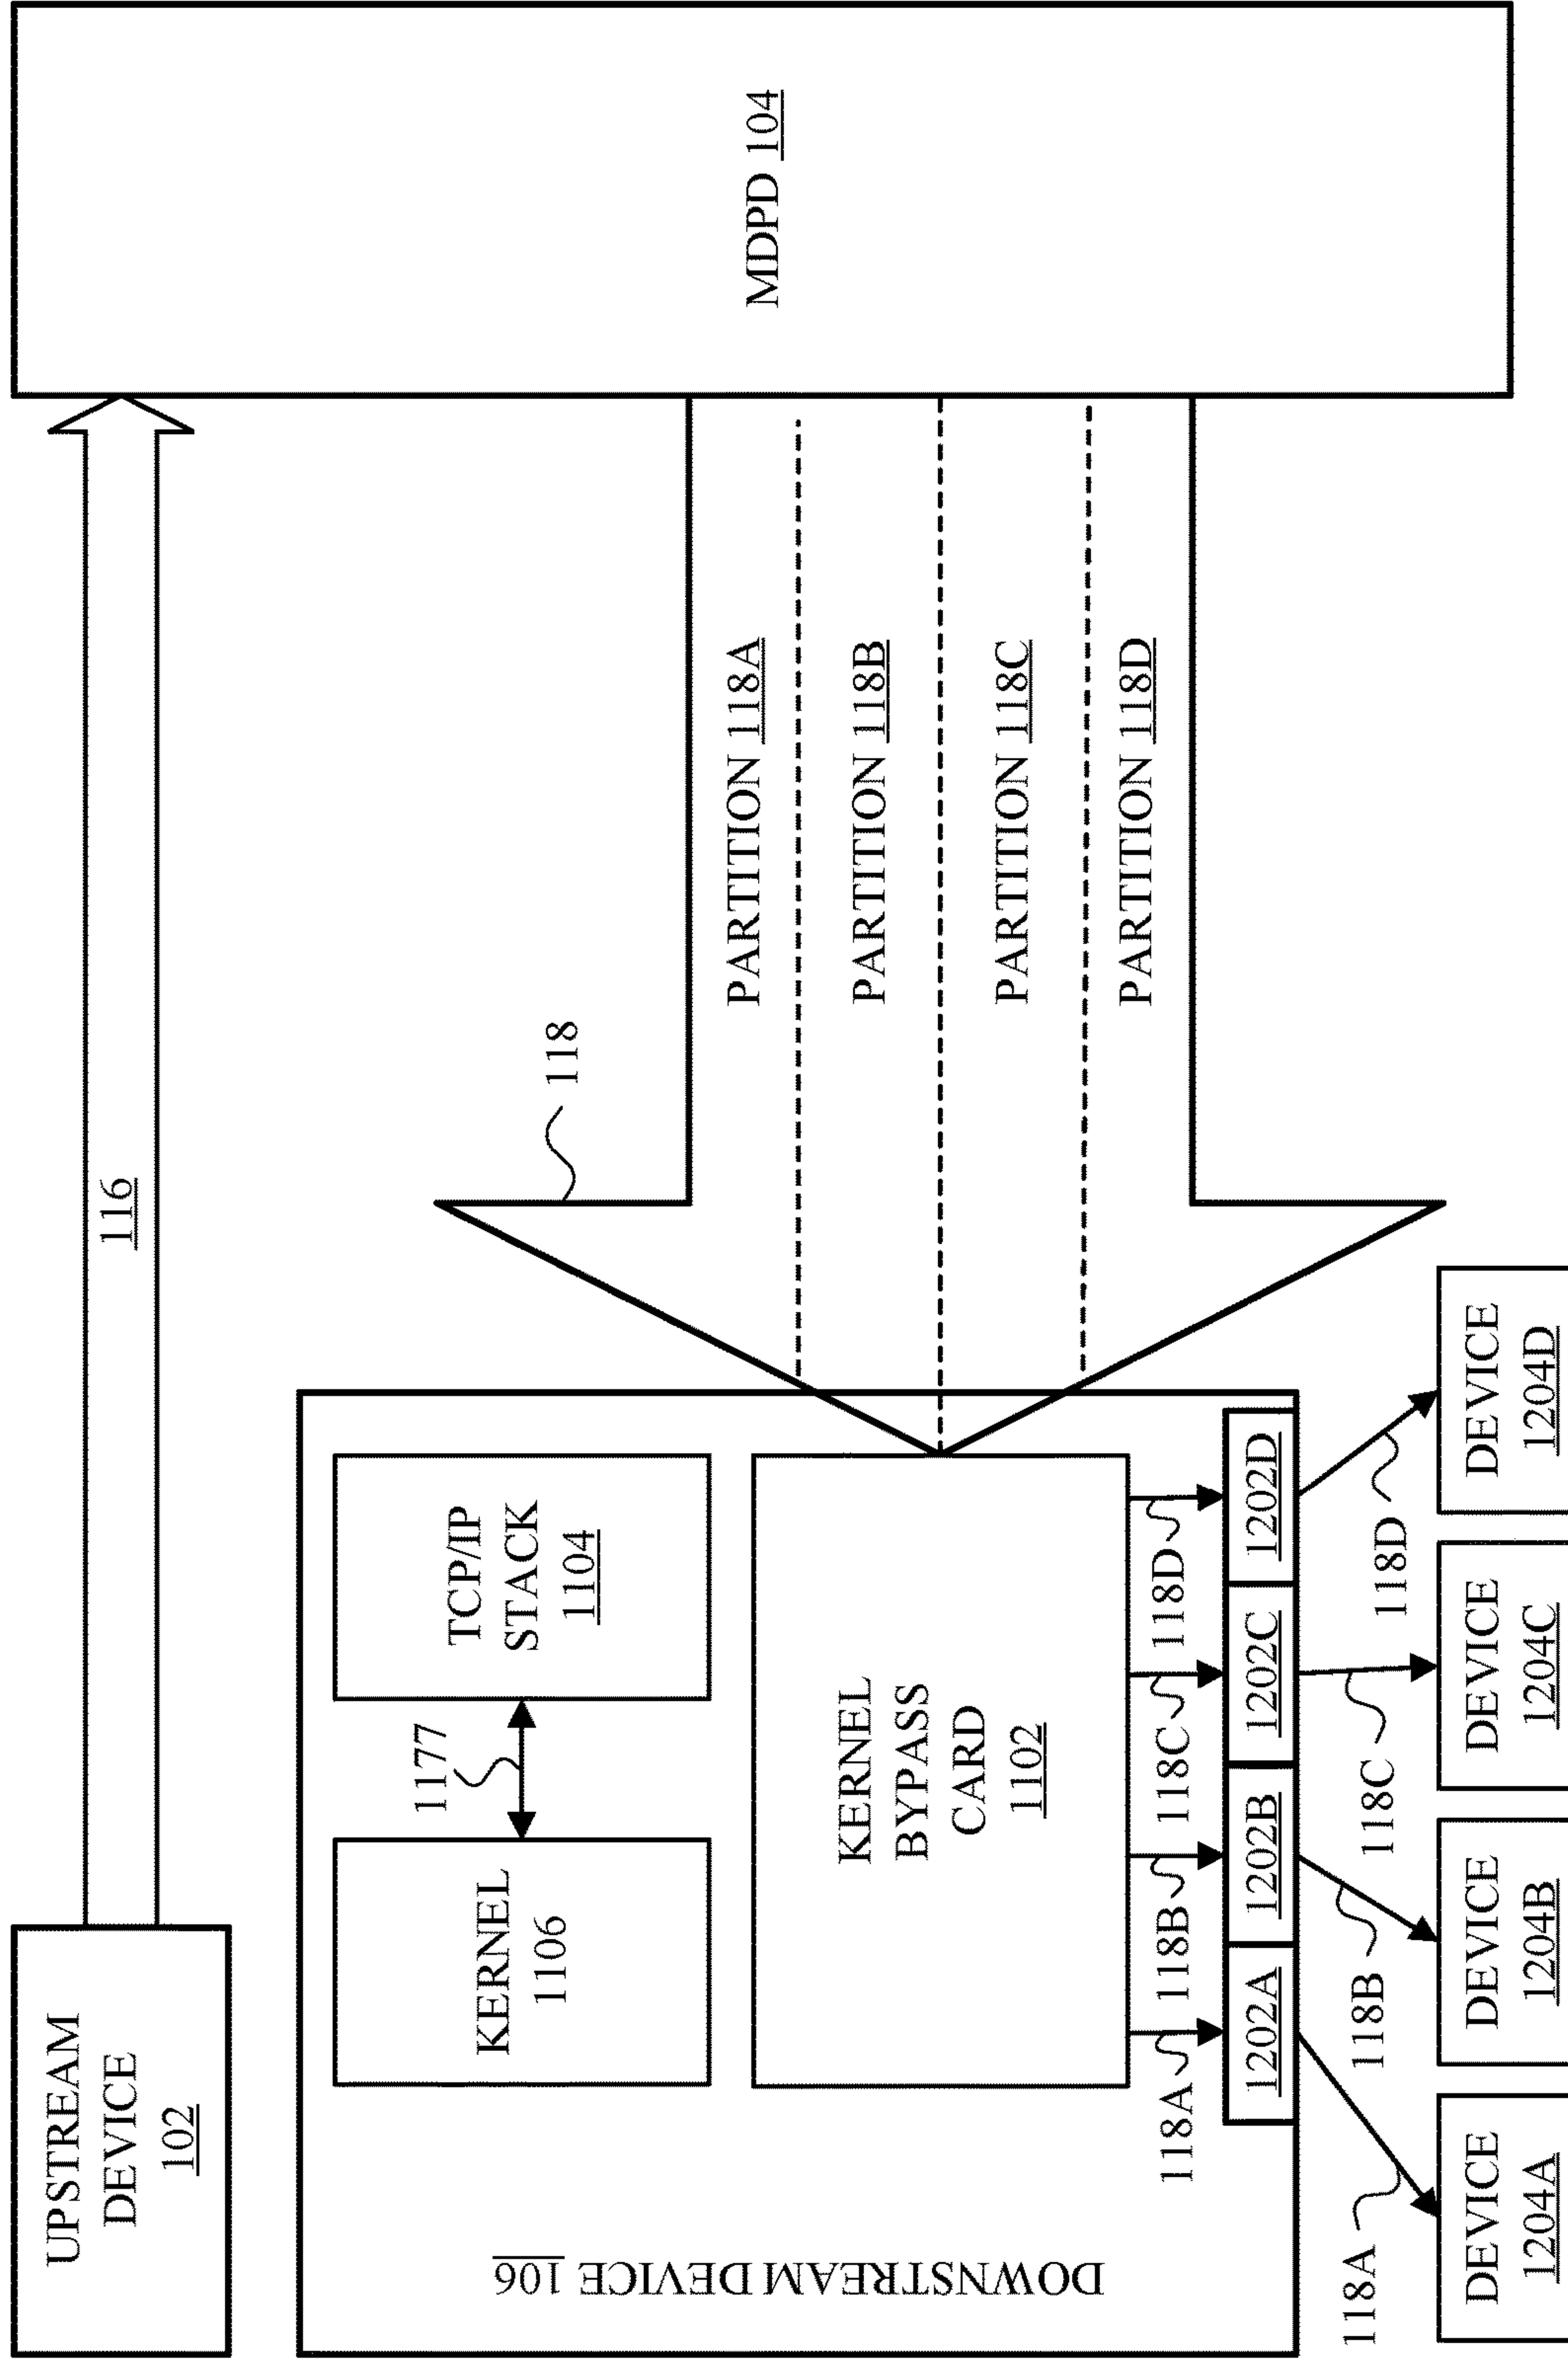 UPSTREAM
DEVICE
102
116
MDPD 104
118
PARTITION 118A
PARTITION 118B
PARTITION 118C
PARTITION 118D
DOWNSTREAM DEVICE 106
KERNEL
1106
1177
TCP/IP
STACK
1104
KERNEL
BYPASS
CARD
1102
118A
118B
118C
118D
1202A
1202B
1202C
1202D
118A
118B
118C
118D
DEVICE
1204A
DEVICE
1204B
DEVICE
1204C
DEVICE
1204D